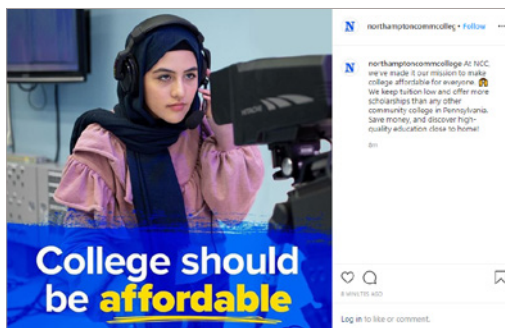 northamptoncommcolleg • Follow
northamptoncommcollege At NCC,
we've made it our mission to make
college affordable for everyone.
We keep tuition low and offer more
scholarships than any other
community college in Pennsylvania.
Save money, and discover high-
quality education close to home!
8m
HITACHI
College should
be affordable
8 MINUTES AGO
Log in to like or comment.